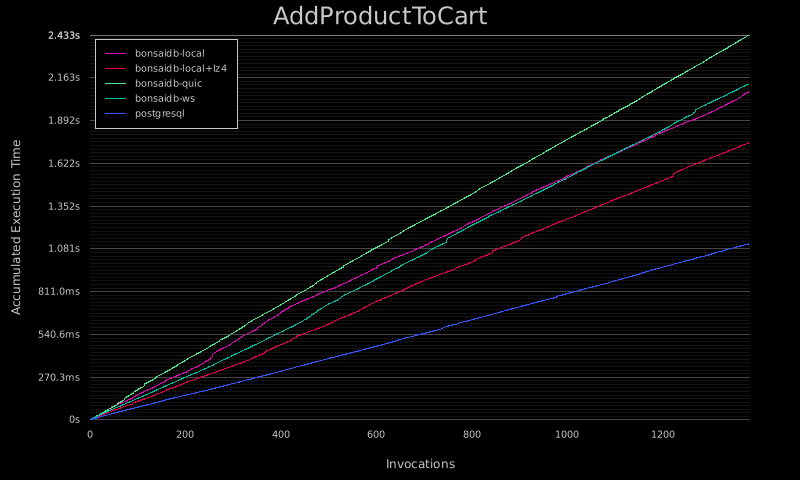 AddProductToCart
2.433s
2.163s
1.892s
1.622s
1.352s
1.081s
811.0ms
540.6ms
270.3ms
0s
bonsaidb-local
bonsaidb-local+lz4
bonsaidb-quic
bonsaidb-ws
postgresql
Accumulated Execution Time
0 200 400 600 800 1000 1200
Invocations